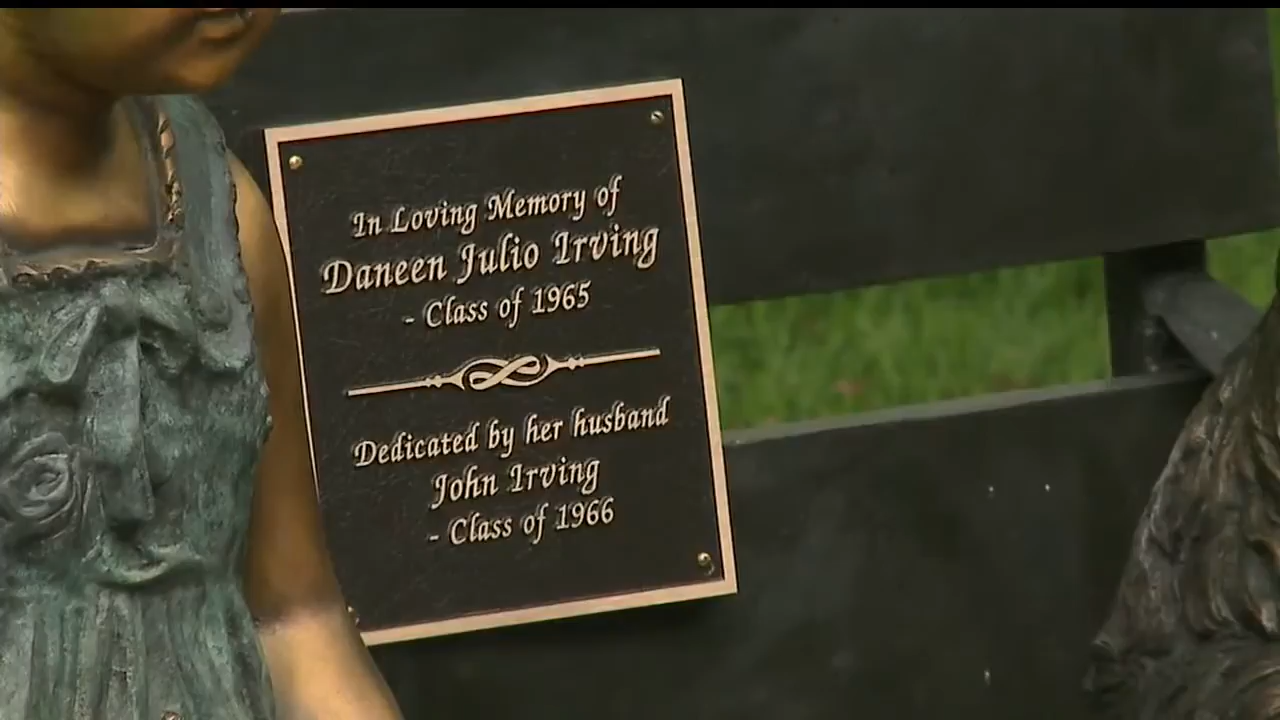 In Loving Memory of
Daneen Julio Irving
- Class of 1965
Dedicated by her husband
John Irving
- Class of 1966